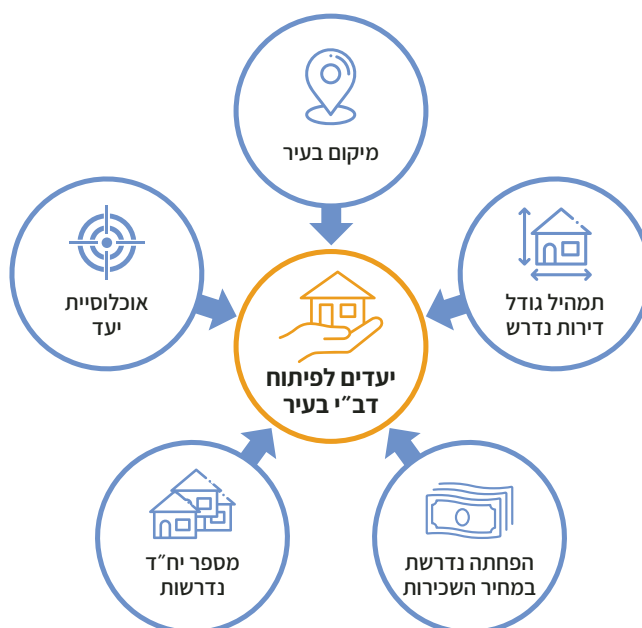 מיקום בעיר
תמהיל גודל
דירות נדרש
אוכלוסיית
יעד
יעדים לפיתוח
דב״י בעיר
הפחתה נדרשת
במחיר השכירות
מספר יח״ד
נדרשות